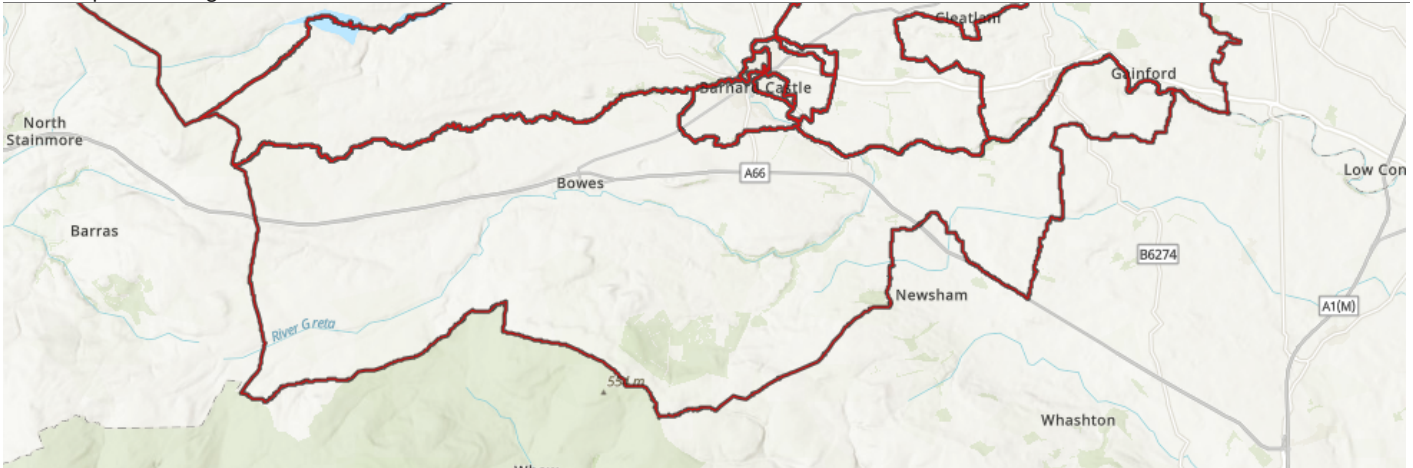 Cleatlam
Gainford
Barnard Castle
North
Stainmore
Low Con
A66
Bowes
Barras
B6274
Newsham
A1(M)
River Greta
Whashton